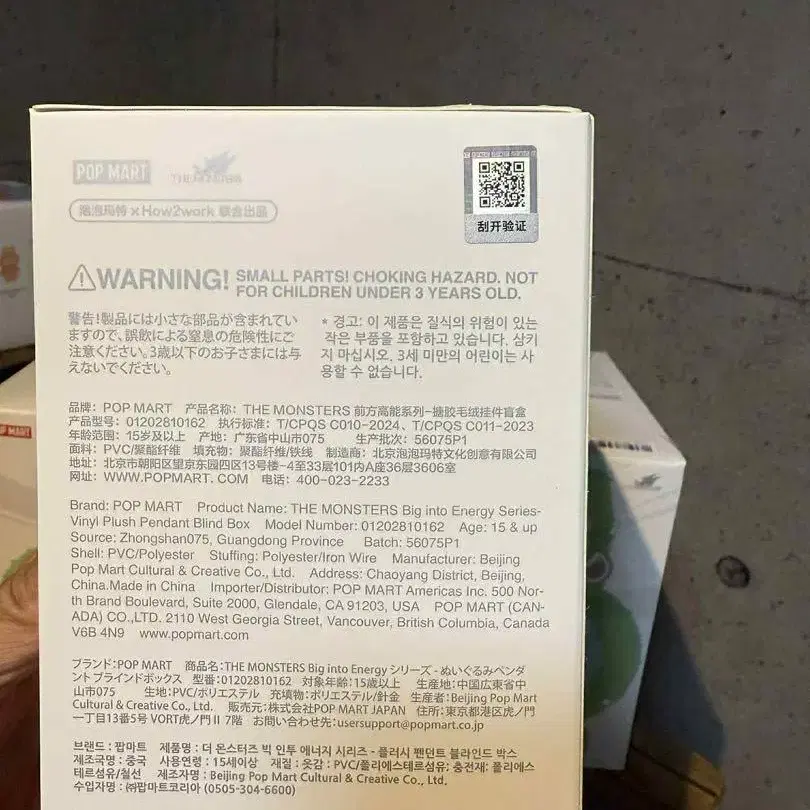 POP MART
THE MONSTERS
泡泡玛特 × How2work 联合出品
刮开验证
WARNING! SMALL PARTS! CHOKING HAZARD. NOT
FOR CHILDREN UNDER 3 YEARS OLD.
警告!製品には小さな部品が含まれてい
ますので、誤飲による窒息の危険性にご
注意ください。3歳以下のお子さまには与
えないでください。
* 경고: 이 제품은 질식의 위험이 있는
작은 부품을 포함하고 있습니다. 삼키
지 마십시오. 3세 미만의 어린이는 사
용할 수 없습니다.
品牌: POP MART 产品名称: THE MONSTERS 前方高能系列-搪胶毛绒挂件盲盒
产品型号: 01202810162 执行标准: T/CPQS C010-2024、T/CPQS C011-2023
年龄范围: 15岁及以上 产地: 广东省中山市075 生产批次: 56075P1
面料: PVC/聚酯纤维 填充物: 聚酯纤维/铁线 制造商: 北京泡泡玛特文化创意有限公司
地址: 北京市朝阳区望京东园四区13号楼-4至33层101内A座36层3606室
网址: WWW.POPMART. COM 电话: 400-023-2233
Brand: POP MART Product Name: THE MONSTERS Big into Energy Series-
Vinyl Plush Pendant Blind Box Model Number: 01202810162 Age: 15 & up
Source: Zhongshan075, Guangdong Province Batch: 56075P1
Shell: PVC/Polyester Stuffing: Polyester/Iron Wire Manufacturer: Beijing
Pop Mart Cultural & Creative Co., Ltd. Address: Chaoyang District, Beijing,
China.Made in China Importer/Distributor: POP MART Americas Inc. 500 Nor-
th Brand Boulevard, Suite 2000, Glendale, CA 91203, USA POP MART (CAN-
ADA) CO.,LTD. 2110 West Georgia Street, Vancouver, British Columbia, Canada
V6B 4N9 www.popmart.com
ブランド:POP MART 商品名:THE MONSTERS Big into Energy シリーズ - ぬいぐるみペンダ
ント ブラインドボックス 型番:01202810162 対象年齢:15歳以上 生産地:中国広東省中
山市075 生地:PVC/ポリエステル 充填物:ポリエステル/針金 生産者:Beijing Pop Mart
Cultural & Creative Co., Ltd. 販売元:株式会社POP MART JAPAN 住所:東京都港区虎ノ門
一丁目13番5号 VORT虎ノ門Ⅱ 7階 お問い合わせ先:usersupport@popmart.co.jp
브랜드 : 팝마트 제품명 : 더 몬스터즈 빅 인투 에너지 시리즈 - 플러시 펜던트 블라인드 박스
제조국명 : 중국 사용연령 : 15세이상 재질 : 옷감 : PVC/폴리에스테르섬유; 충전재: 폴리에스
테르섬유/철선 제조자명 : Beijing Pop Mart Cultural & Creative Co., Ltd.
수입자명 : ㈜팝마트코리아 (0505-304-6600)
P MART